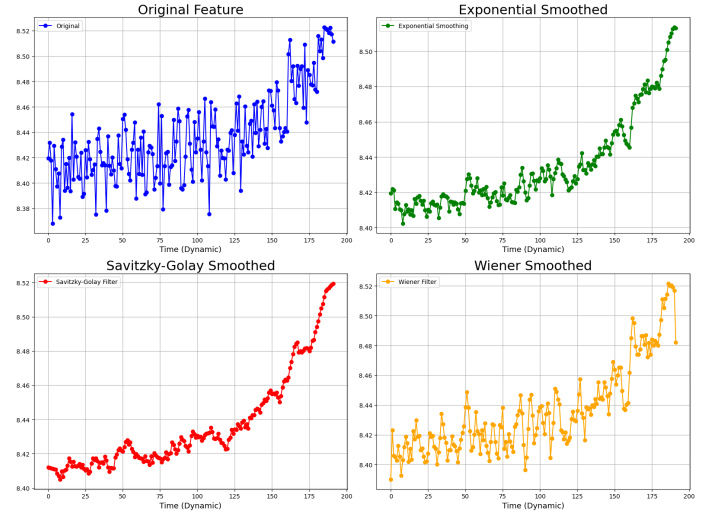 Original Feature
Original
8.52
8.50
8.48
8.46
8.44
8.42
8.40
8.38
0 25 50 75 100 125 150 175 200
Time (Dynamic)
Exponential Smoothed
Exponential Smoothing
8.50
8.48
8.46
8.44
8.42
8.40
0 25 50 75 100 125 150 175 200
Time (Dynamic)
Savitzky-Golay Smoothed
Savitzky-Golay Filter
8.52
8.50
8.48
8.46
8.44
8.42
8.40
0 25 50 75 100 125 150 175 200
Time (Dynamic)
Wiener Smoothed
Wiener Filter
8.52
8.50
8.48
8.46
8.44
8.42
8.40
0 25 50 75 100 125 150 175 200
Time (Dynamic)